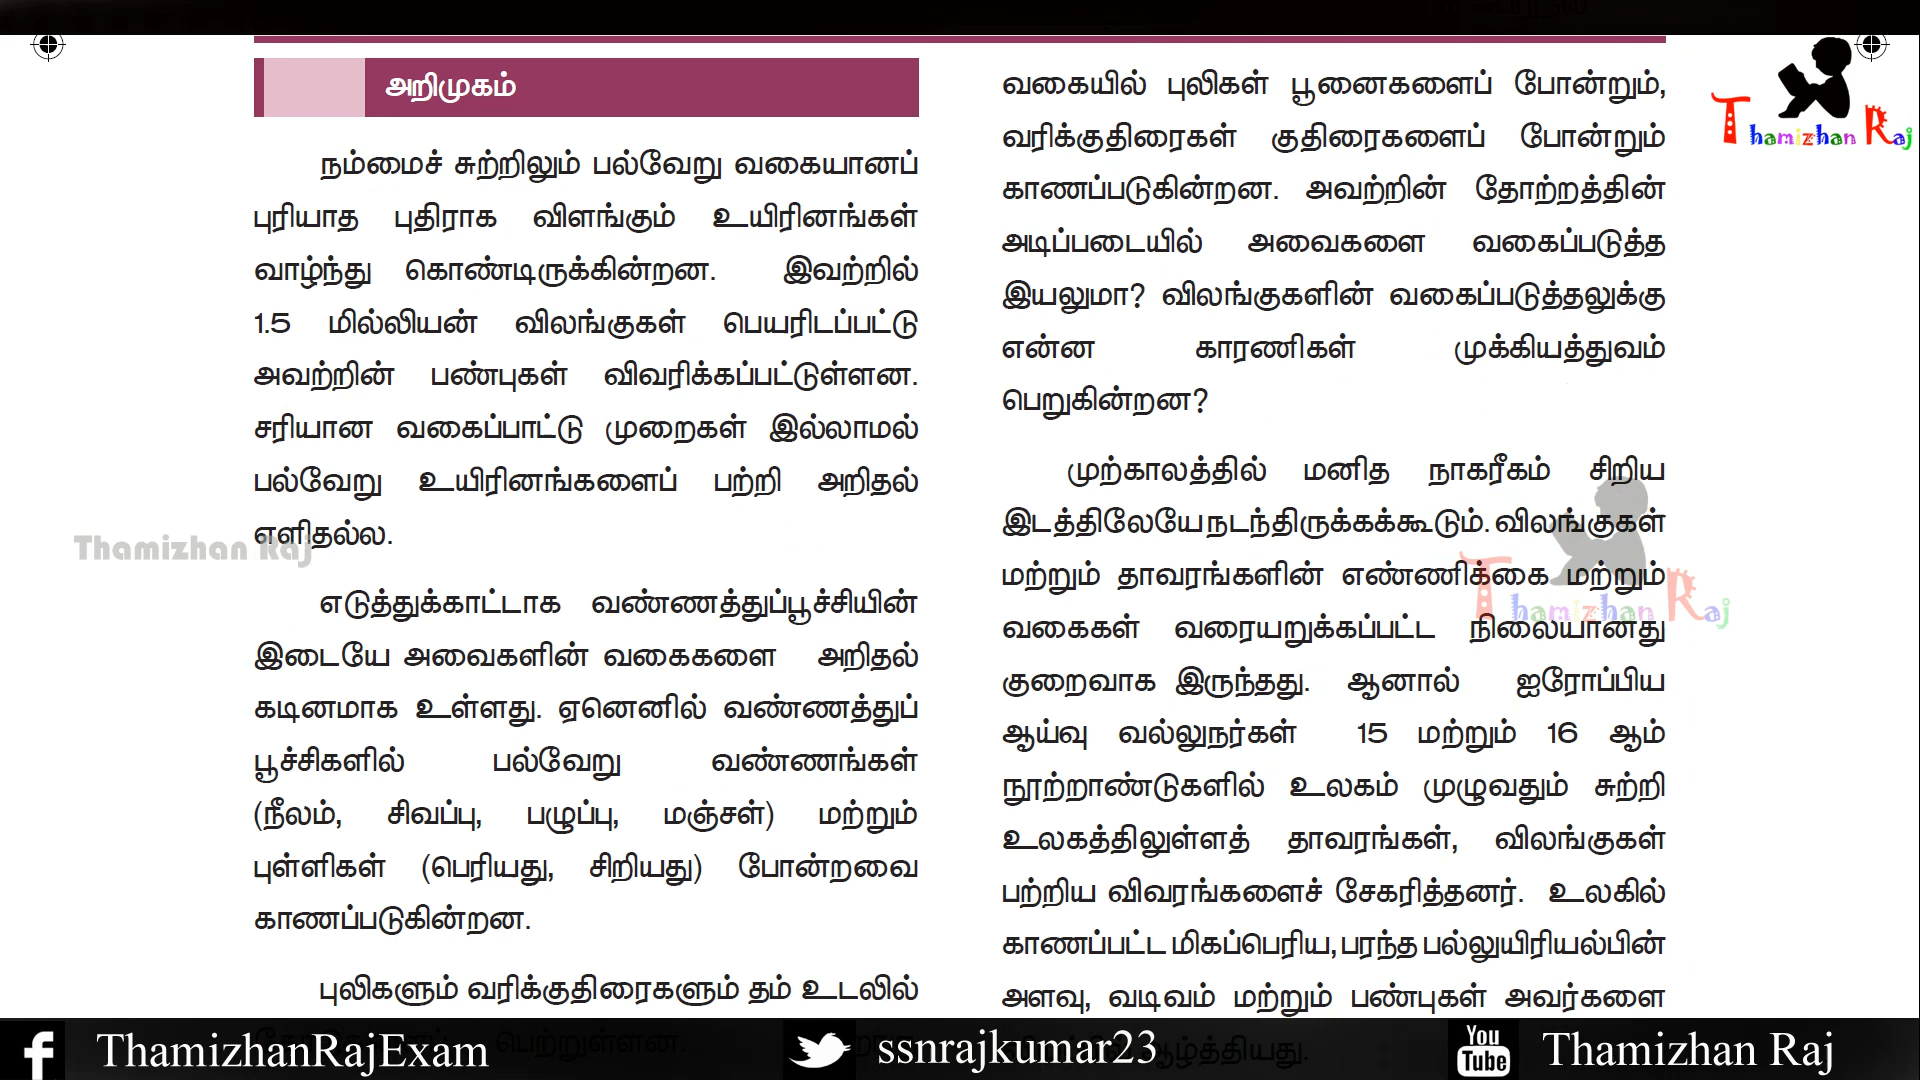 அறிமுகம்
நம்மைச் சுற்றிலும் பல்வேறு வகையானப்
புரியாத புதிராக விளங்கும் உயிரினங்கள்
வாழ்ந்து கொண்டிருக்கின்றன. இவற்றில்
1.5 மில்லியன் விலங்குகள் பெயரிடப்பட்டு
அவற்றின் பண்புகள் விவரிக்கப்பட்டுள்ளன.
சரியான வகைப்பாட்டு முறைகள் இல்லாமல்
பல்வேறு உயிரினங்களைப் பற்றி அறிதல்
எளிதல்ல.
எடுத்துக்காட்டாக வண்ணத்துப்பூச்சியின்
இடையே அவைகளின் வகைகளை அறிதல்
கடினமாக உள்ளது. ஏனெனில் வண்ணத்துப்
பூச்சிகளில் பல்வேறு வண்ணங்கள்
(நீலம், சிவப்பு, பழுப்பு, மஞ்சள்) மற்றும்
புள்ளிகள் (பெரியது, சிறியது) போன்றவை
காணப்படுகின்றன.
புலிகளும் வரிக்குதிரைகளும் தம் உடலில்
பெற்றுள்ளன.
வகையில் புலிகள் பூனைகளைப் போன்றும்,
வரிக்குதிரைகள் குதிரைகளைப் போன்றும்
காணப்படுகின்றன. அவற்றின் தோற்றத்தின்
அடிப்படையில் அவைகளை வகைப்படுத்த
இயலுமா? விலங்குகளின் வகைப்படுத்தலுக்கு
என்ன காரணிகள் முக்கியத்துவம்
பெறுகின்றன?
முற்காலத்தில் மனித நாகரீகம் சிறிய
இடத்திலேயே நடந்திருக்கக்கூடும். விலங்குகள்
மற்றும் தாவரங்களின் எண்ணிக்கை மற்றும்
வகைகள் வரையறுக்கப்பட்ட நிலையானது
குறைவாக இருந்தது. ஆனால் ஐரோப்பிய
ஆய்வு வல்லுநர்கள் 15 மற்றும் 16 ஆம்
நூற்றாண்டுகளில் உலகம் முழுவதும் சுற்றி
உலகத்திலுள்ளத் தாவரங்கள், விலங்குகள்
பற்றிய விவரங்களைச் சேகரித்தனர். உலகில்
காணப்பட்ட மிகப்பெரிய, பரந்த பல்லுயிரியல்பின்
அளவு, வடிவம் மற்றும் பண்புகள் அவர்களை
Thamizhan Raj
Thamizhan Raj
Thamizhan Raj
ThamizhanRajExam
ssnrajkumar23
You Tube
Thamizhan Raj